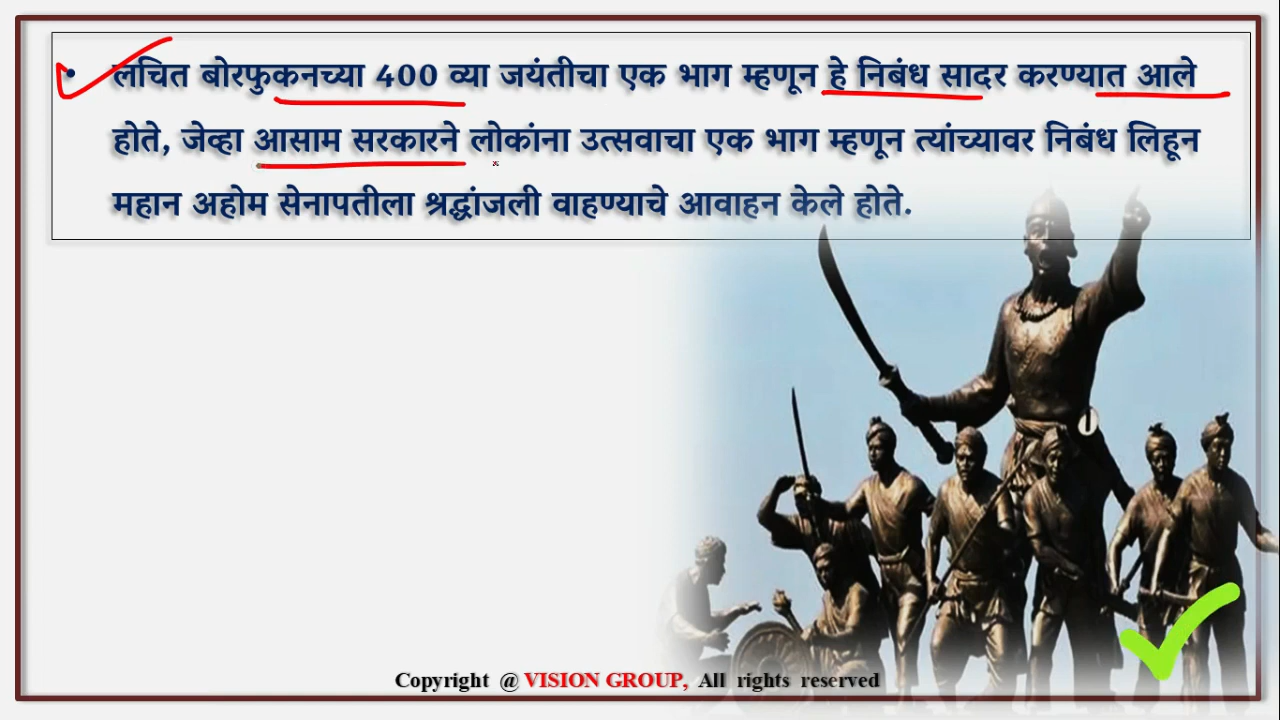 • लचित बोरफुकनच्या 400 व्या जयंतीचा एक भाग म्हणून हे निबंध सादर करण्यात आले
होते, जेव्हा आसाम सरकारने लोकांना उत्सवाचा एक भाग म्हणून त्यांच्यावर निबंध लिहून
महान अहोम सेनापतीला श्रद्धांजली वाहण्याचे आवाहन केले होते.
Copyright @ VISION GROUP, All rights reserved